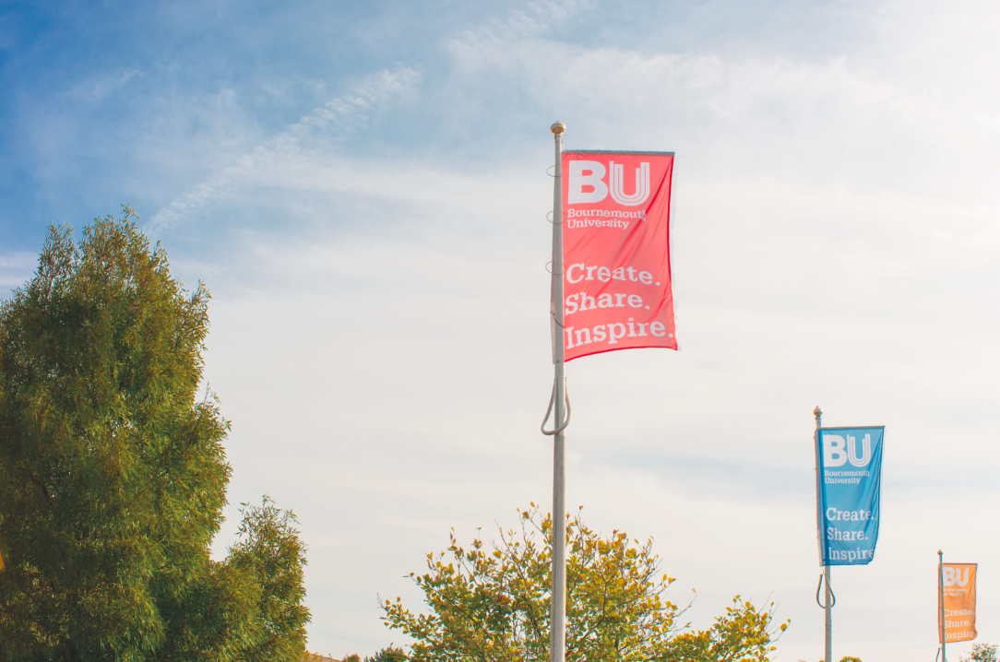 BU
Bournemouth
University
Create.
Share.
Inspire.
BU
Bournemouth
University
Create.
Share.
Inspire
BU
Create.
Share.
Inspire